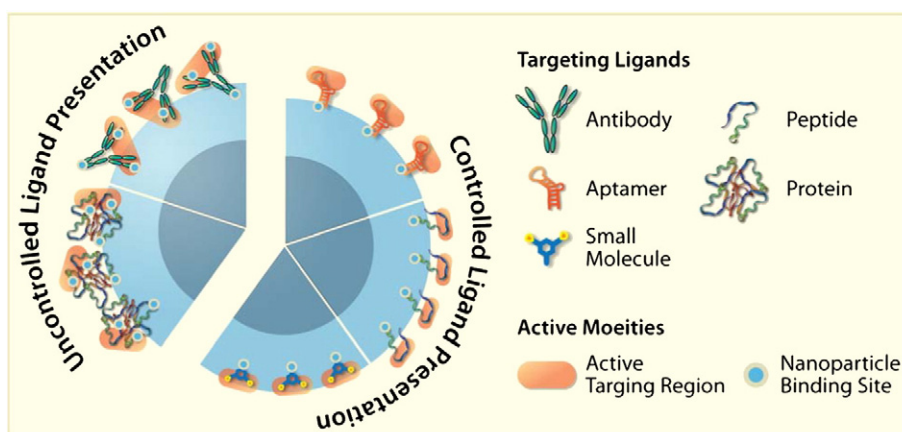 Uncontrolled Ligand Presentation
Controlled Ligand Presentation
Targeting Ligands
Antibody
Peptide
Aptamer
Protein
Small
Molecule
Active Moeities
Active
Targing Region
Nanoparticle
Binding Site